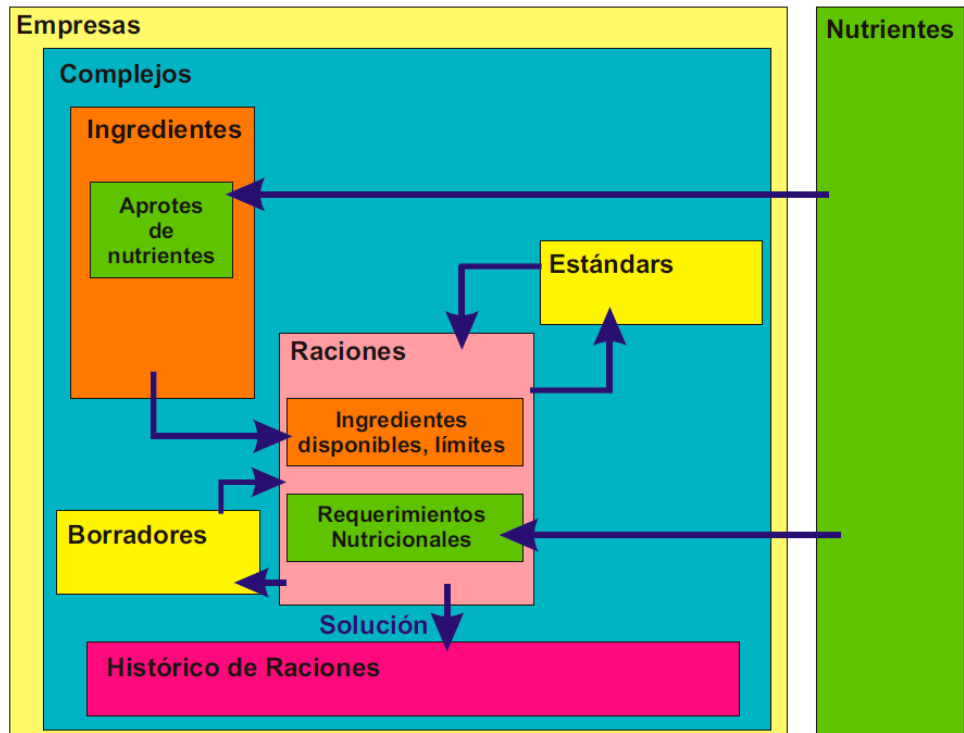 Empresas
Nutrientes
Complejos
Ingredientes
Aprotes
de
nutrientes
Estándars
Raciones
Ingredientes
disponibles, límites
Borradores
Requerimientos
Nutricionales
Solución
Histórico de Raciones